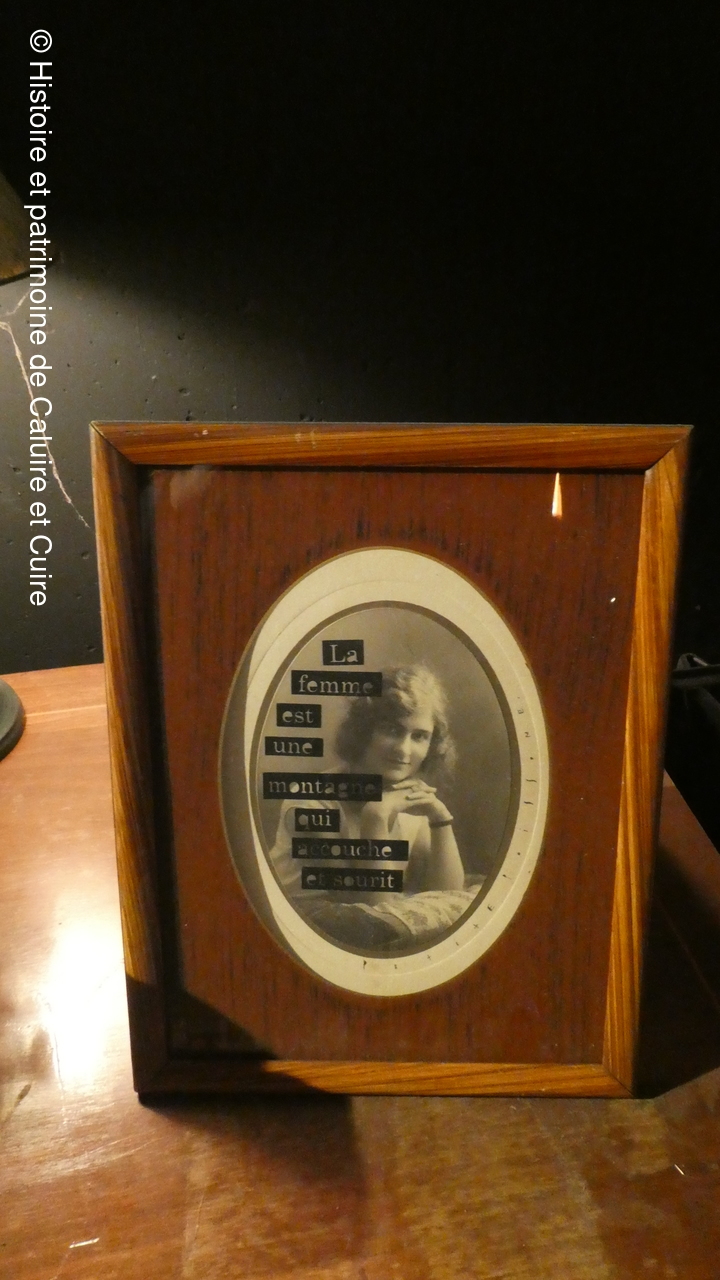 © Histoire et patrimoine de Caluire et Cuire
La
femme
est
une
montagne
qui
accouche
et sourit